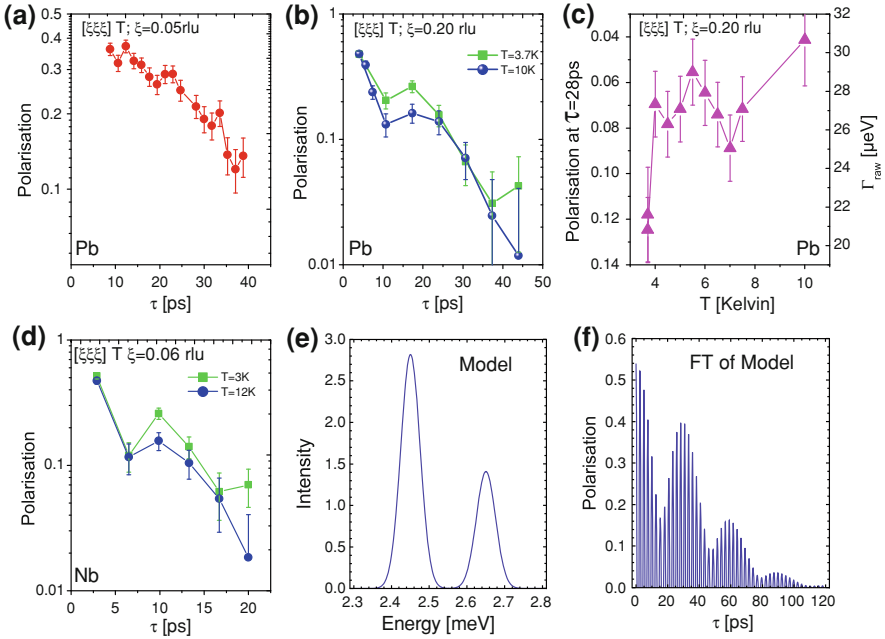 (a)
[ξξξ] T; ξ=0.05rlu
0.5
0.4
0.3
0.2
0.1
Polarisation
Pb
0 10 20 30 40
τ [ps]
(b)
[ξξξ] T; ξ=0.20 rlu
T=3.7K
T=10K
1
0.1
0.01
Polarisation
Pb
0 10 20 30 40 50
τ [ps]
(c)
[ξξξ] T; ξ=0.20 rlu
0.04
0.06
0.08
0.10
0.12
0.14
Polarisation at τ=28ps
32
30
28
26
24
22
20
Γraw [µeV]
Pb
4 6 8 10
T [Kelvin]
(d)
[ξξξ] T ξ=0.06 rlu
T=3K
T=12K
1
0.1
0.01
Polarisation
Nb
0 5 10 15 20
τ [ps]
(e)
Model
3.0
2.5
2.0
1.5
1.0
0.5
0.0
Intensity
2.3 2.4 2.5 2.6 2.7 2.8
Energy [meV]
(f)
FT of Model
0.6
0.5
0.4
0.3
0.2
0.1
0.0
Polarisation
0 20 40 60 80 100 120
τ [ps]